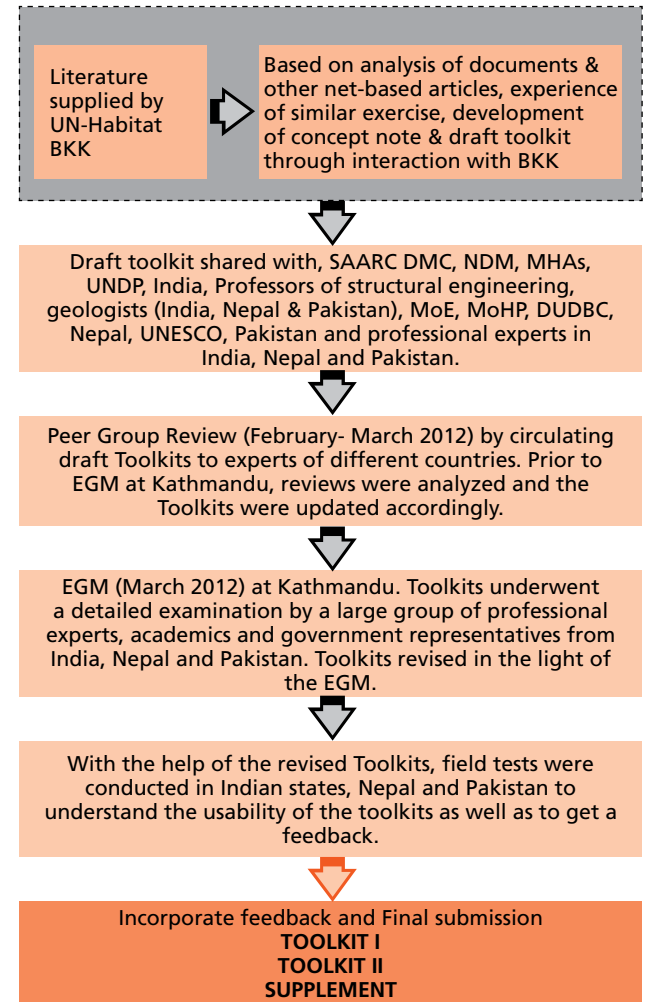 Literature
supplied by
UN-Habitat
BKK
Based on analysis of documents &
other net-based articles, experience
of similar exercise, development
of concept note & draft toolkit
through interaction with BKK
Draft toolkit shared with, SAARC DMC, NDM, MHAs,
UNDP, India, Professors of structural engineering,
geologists (India, Nepal & Pakistan), MoE, MoHP, DUDBC,
Nepal, UNESCO, Pakistan and professional experts in
India, Nepal and Pakistan.
Peer Group Review (February- March 2012) by circulating
draft Toolkits to experts of different countries. Prior to
EGM at Kathmandu, reviews were analyzed and the
Toolkits were updated accordingly.
EGM (March 2012) at Kathmandu. Toolkits underwent
a detailed examination by a large group of professional
experts, academics and government representatives from
India, Nepal and Pakistan. Toolkits revised in the light of
the EGM.
With the help of the revised Toolkits, field tests were
conducted in Indian states, Nepal and Pakistan to
understand the usability of the toolkits as well as to get a
feedback.
Incorporate feedback and Final submission
TOOLKIT I
TOOLKIT II
SUPPLEMENT